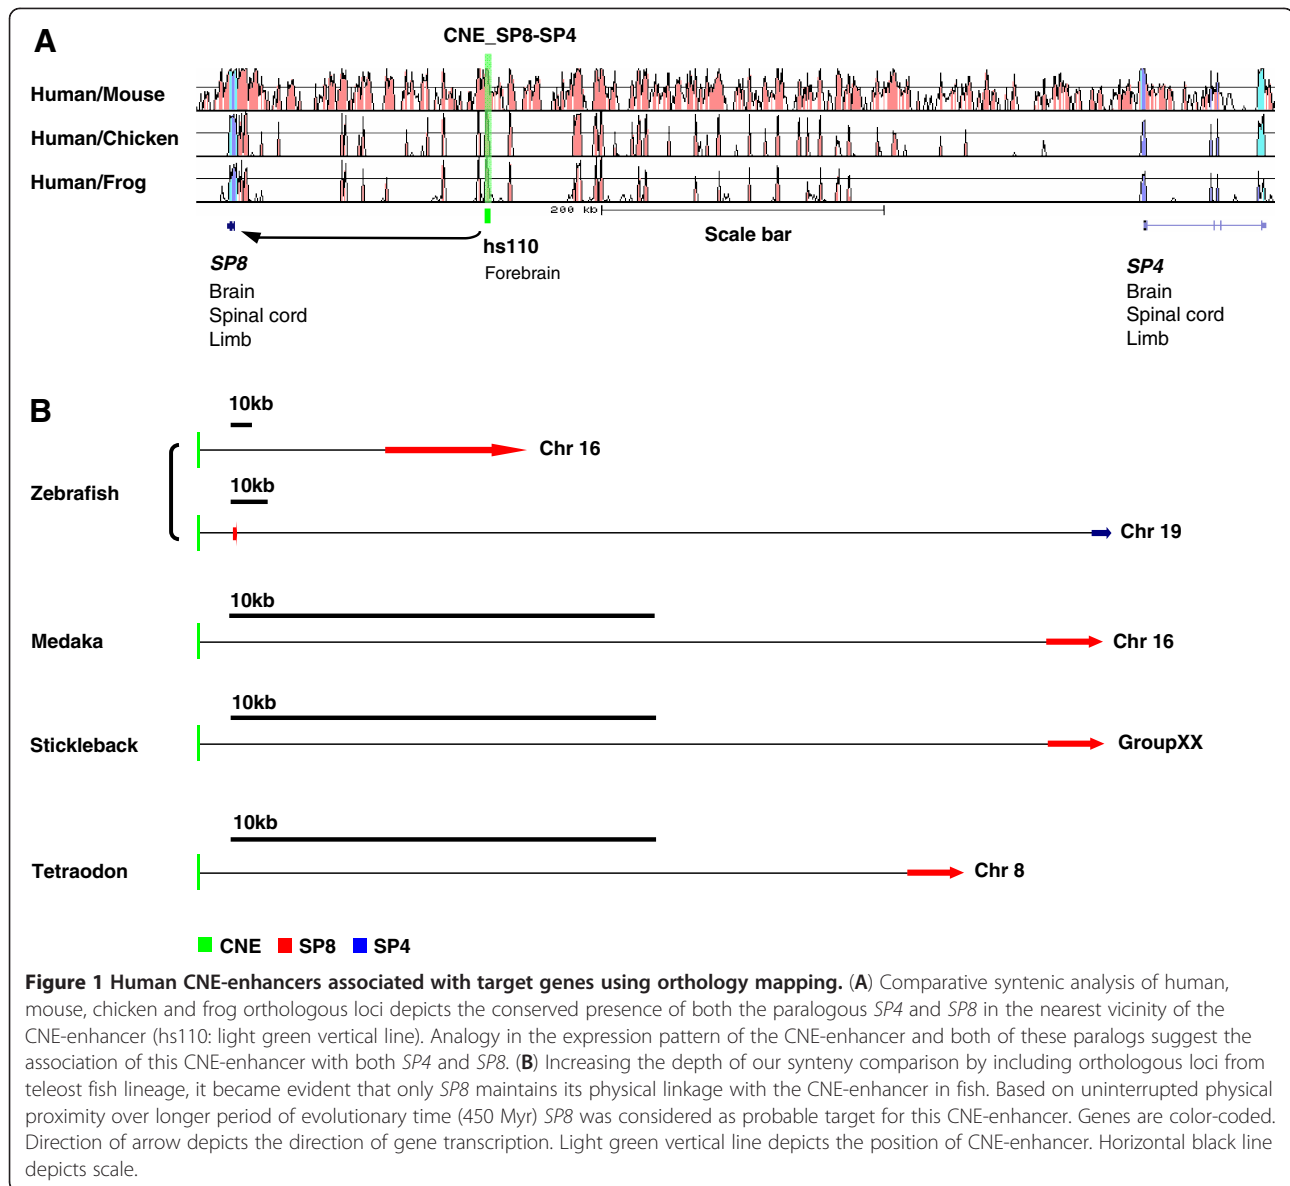 A
CNE_SP8-SP4
Human/Mouse
Human/Chicken
Human/Frog
200 kb
Scale bar
hs110
Forebrain
SP8
Brain
Spinal cord
Limb
SP4
Brain
Spinal cord
Limb
B
10kb
Chr 16
Zebrafish
10kb
Chr 19
10kb
Medaka
Chr 16
10kb
Stickleback
GroupXX
10kb
Tetraodon
Chr 8
CNE SP8 SP4
Figure 1 Human CNE-enhancers associated with target genes using orthology mapping. (A) Comparative syntenic analysis of human,
mouse, chicken and frog orthologous loci depicts the conserved presence of both the paralogous SP4 and SP8 in the nearest vicinity of the
CNE-enhancer (hs110: light green vertical line). Analogy in the expression pattern of the CNE-enhancer and both of these paralogs suggest the
association of this CNE-enhancer with both SP4 and SP8. (B) Increasing the depth of our synteny comparison by including orthologous loci from
teleost fish lineage, it became evident that only SP8 maintains its physical linkage with the CNE-enhancer in fish. Based on uninterrupted physical
proximity over longer period of evolutionary time (450 Myr) SP8 was considered as probable target for this CNE-enhancer. Genes are color-coded.
Direction of arrow depicts the direction of gene transcription. Light green vertical line depicts the position of CNE-enhancer. Horizontal black line
depicts scale.